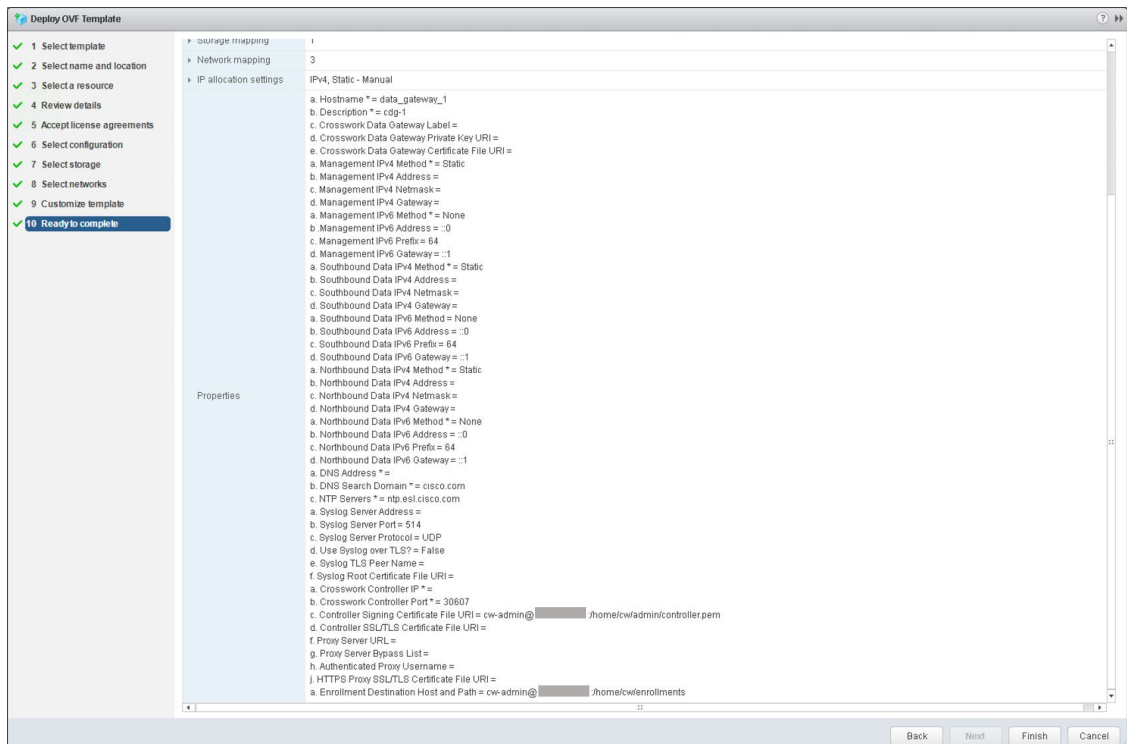 Deploy OVF Template
1 Select template
2 Select name and location
3 Select a resource
4 Review details
5 Accept license agreements
6 Select configuration
7 Select storage
8 Select networks
9 Customize template
10 Ready to complete
Storage mapping 1
Network mapping 3
IP allocation settings IPv4, Static - Manual
Properties
a. Hostname * = data_gateway_1
b. Description * = cdg-1
c. Crosswork Data Gateway Label =
d. Crosswork Data Gateway Private Key URI =
e. Crosswork Data Gateway Certificate File URI =
a. Management IPv4 Method * = Static
b. Management IPv4 Address =
c. Management IPv4 Netmask =
d. Management IPv4 Gateway =
a. Management IPv6 Method * = None
b .Management IPv6 Address = ::0
c. Management IPv6 Prefix = 64
d. Management IPv6 Gateway = ::1
a. Southbound Data IPv4 Method * = Static
b. Southbound Data IPv4 Address =
c. Southbound Data IPv4 Netmask =
d. Southbound Data IPv4 Gateway =
a. Southbound Data IPv6 Method = None
b. Southbound Data IPv6 Address = ::0
c. Southbound Data IPv6 Prefix = 64
d. Southbound Data IPv6 Gateway = ::1
a. Northbound Data IPv4 Method * = Static
b. Northbound Data IPv4 Address =
c. Northbound Data IPv4 Netmask =
d. Northbound Data IPv4 Gateway =
a. Northbound Data IPv6 Method * = None
b. Northbound Data IPv6 Address = ::0
c. Northbound Data IPv6 Prefix = 64
d. Northbound Data IPv6 Gateway = ::1
a. DNS Address * =
b. DNS Search Domain * = cisco.com
c. NTP Servers * = ntp.esl.cisco.com
a. Syslog Server Address =
b. Syslog Server Port = 514
c. Syslog Server Protocol = UDP
d. Use Syslog over TLS? = False
e. Syslog TLS Peer Name =
f. Syslog Root Certificate File URI =
a. Crosswork Controller IP * =
b. Crosswork Controller Port * = 30607
c. Controller Signing Certificate File URI = cw-admin@ :/home/cw/admin/controller.pem
d. Controller SSL/TLS Certificate File URI =
f. Proxy Server URL =
g. Proxy Server Bypass List =
h. Authenticated Proxy Username =
j. HTTPS Proxy SSL/TLS Certificate File URI =
a. Enrollment Destination Host and Path = cw-admin@ :/home/cw/enrollments
Back Next Finish Cancel